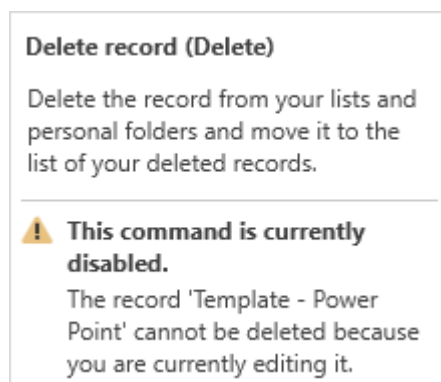 Delete record (Delete)
Delete the record from your lists and
personal folders and move it to the
list of your deleted records.
This command is currently
disabled.
The record 'Template - Power
Point' cannot be deleted because
you are currently editing it.